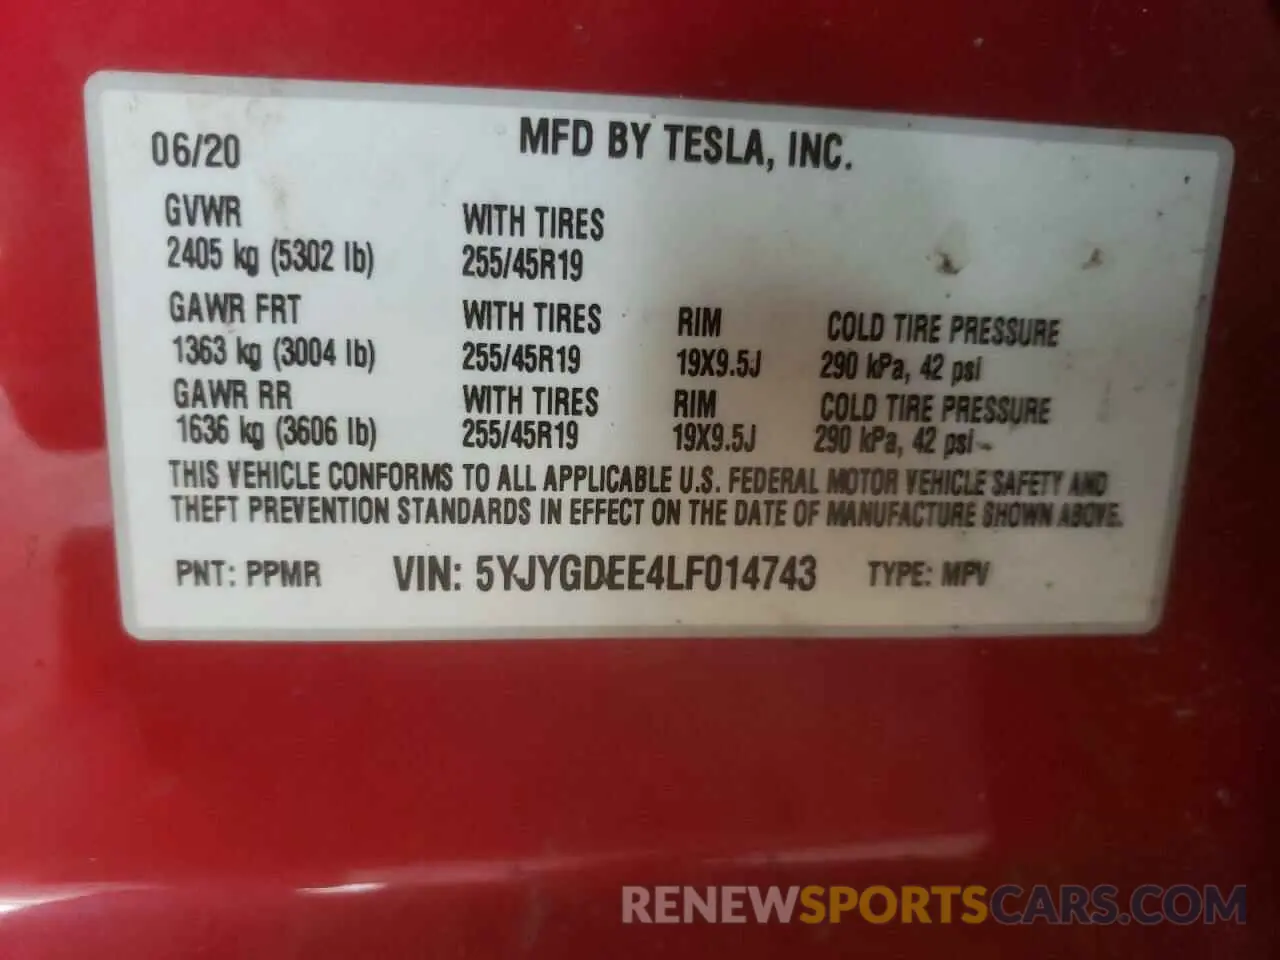 06/20 MFD BY TESLA, INC.
GVWR WITH TIRES
2405 kg (5302 lb) 255/45R19
GAWR FRT WITH TIRES RIM COLD TIRE PRESSURE
1363 kg (3004 lb) 255/45R19 19X9.5J 290 kPa, 42 psi
GAWR RR WITH TIRES RIM COLD TIRE PRESSURE
1636 kg (3606 lb) 255/45R19 19X9.5J 290 kPa, 42 psi
THIS VEHICLE CONFORMS TO ALL APPLICABLE U.S. FEDERAL MOTOR VEHICLE SAFETY AND
THEFT PREVENTION STANDARDS IN EFFECT ON THE DATE OF MANUFACTURE SHOWN ABOVE.
PNT: PPMR VIN: 5YJYGDEE4LF014743 TYPE: MPV
RENEWSPORTSCARS.COM